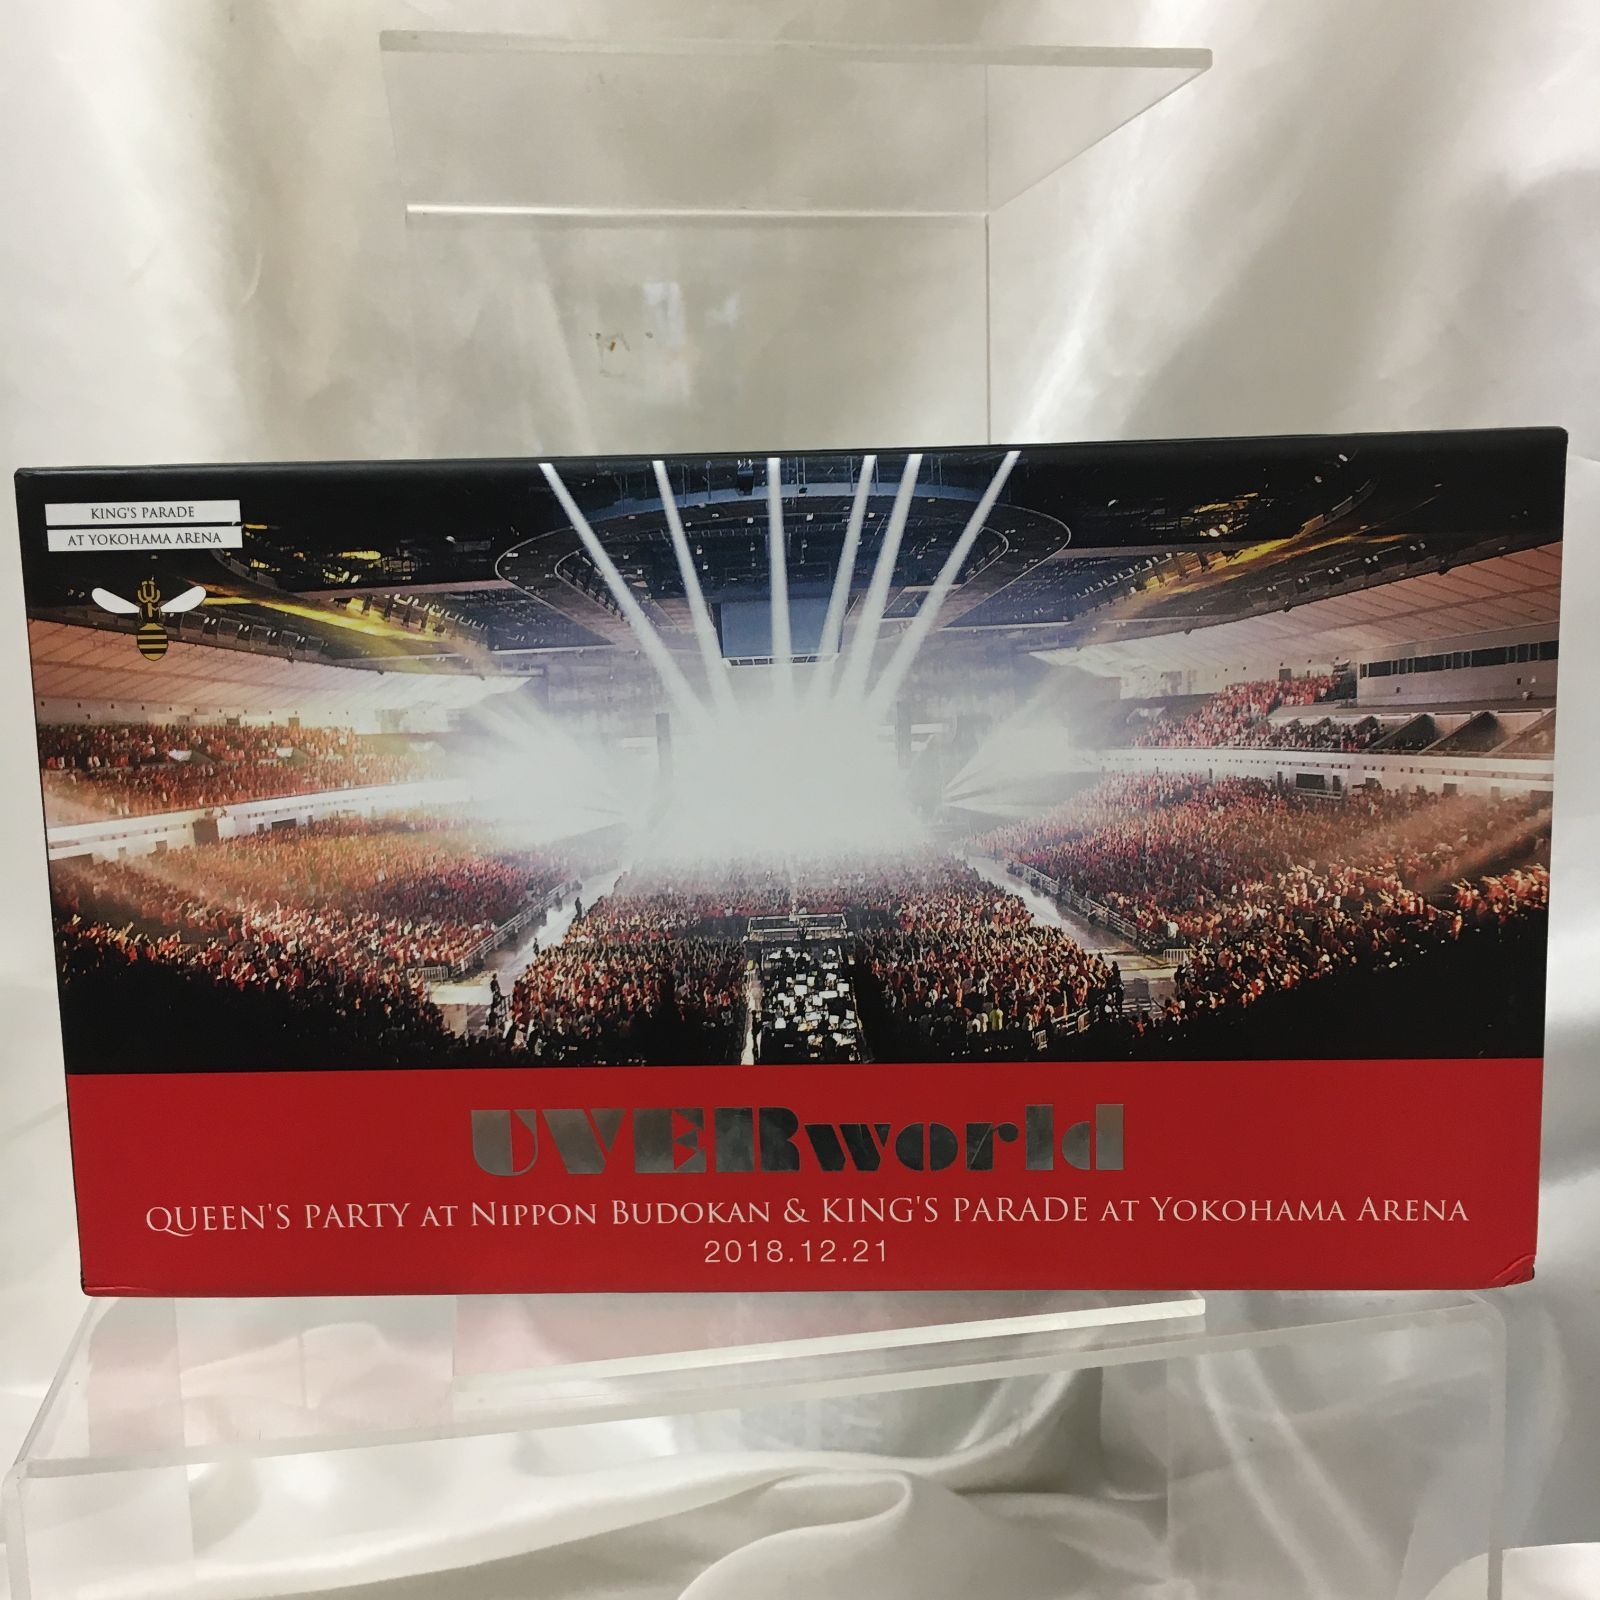 KING'S PARADE
AT YOKOHAMA ARENA
UVERworld
QUEEN'S PARTY AT NIPPON BUDOKAN & KING'S PARADE AT YOKOHAMA ARENA
2018.12.21